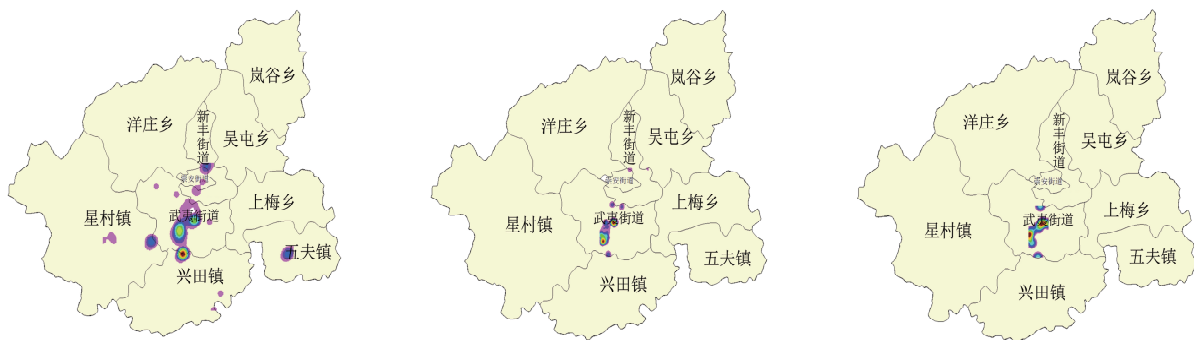 岚谷乡
洋庄乡
新丰街道
吴屯乡
崇安街道
上梅乡
星村镇
武夷街道
五夫镇
兴田镇
岚谷乡
洋庄乡
新丰街道
吴屯乡
崇安街道
上梅乡
星村镇
武夷街道
五夫镇
兴田镇
岚谷乡
洋庄乡
新丰街道
吴屯乡
崇安街道
上梅乡
星村镇
武夷街道
五夫镇
兴田镇